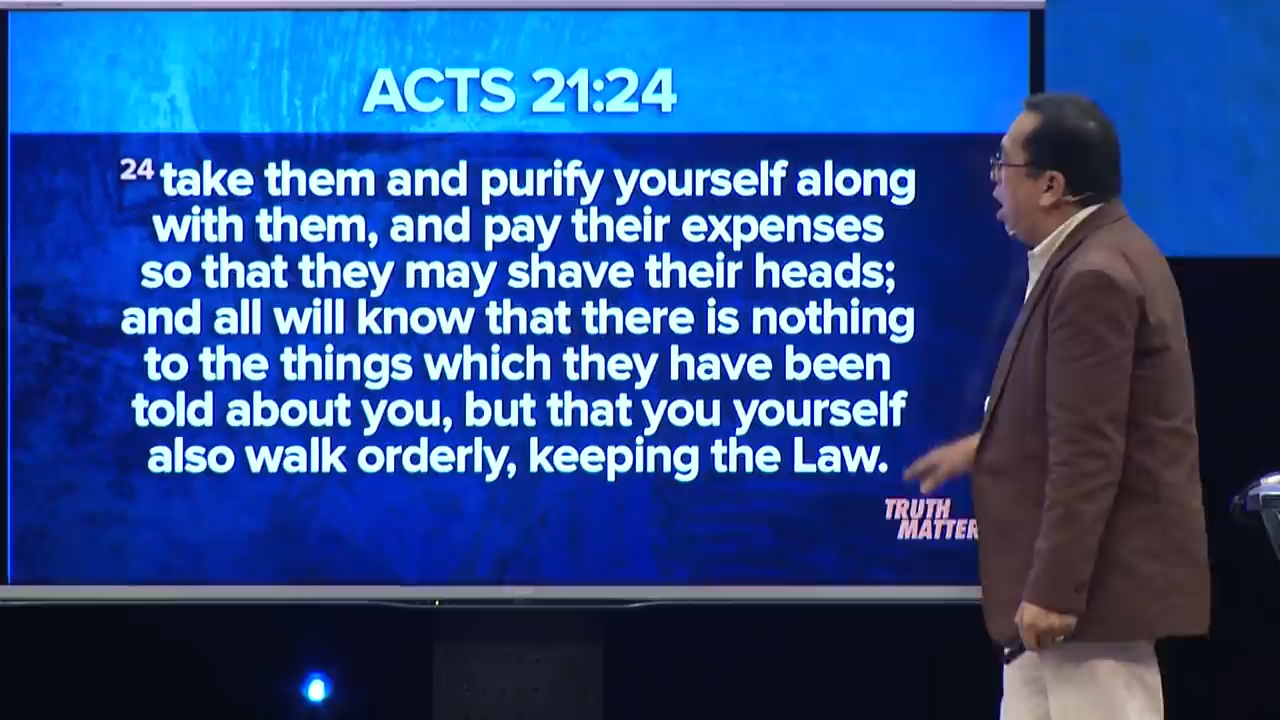 ACTS 21:24
24 take them and purify yourself along
with them, and pay their expenses
so that they may shave their heads;
and all will know that there is nothing
to the things which they have been
told about you, but that you yourself
also walk orderly, keeping the Law.
TRUTH
MATTER